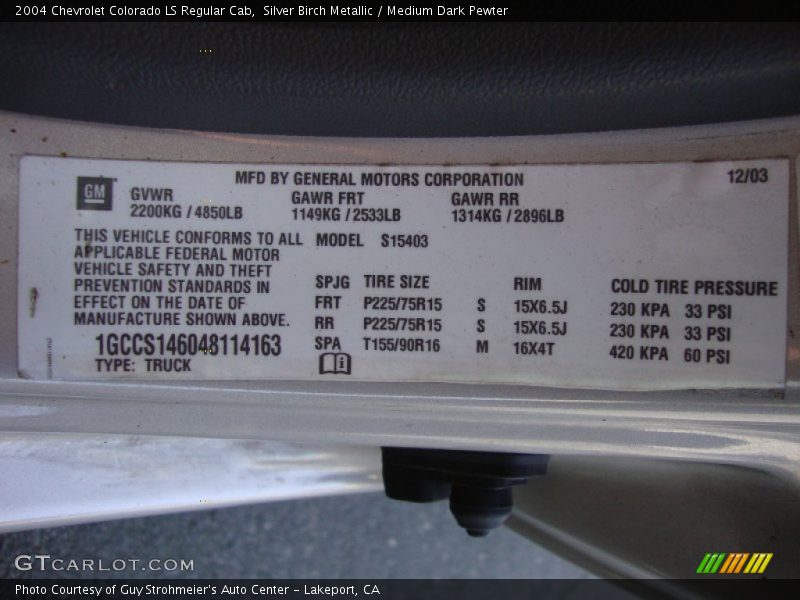 2004 Chevrolet Colorado LS Regular Cab, Silver Birch Metallic / Medium Dark Pewter
MFD BY GENERAL MOTORS CORPORATION 12/03
GM
GVWR GAWR FRT GAWR RR
2200KG / 4850LB 1149KG / 2533LB 1314KG / 2896LB
THIS VEHICLE CONFORMS TO ALL
APPLICABLE FEDERAL MOTOR
VEHICLE SAFETY AND THEFT
PREVENTION STANDARDS IN
EFFECT ON THE DATE OF
MANUFACTURE SHOWN ABOVE.
1GCCS146048114163
TYPE: TRUCK
MODEL S15403
SPJG TIRE SIZE RIM COLD TIRE PRESSURE
FRT P225/75R15 S 15X6.5J 230 KPA 33 PSI
RR P225/75R15 S 15X6.5J 230 KPA 33 PSI
SPA T155/90R16 M 16X4T 420 KPA 60 PSI
GTCARLOT.COM
Photo Courtesy of Guy Strohmeier's Auto Center - Lakeport, CA